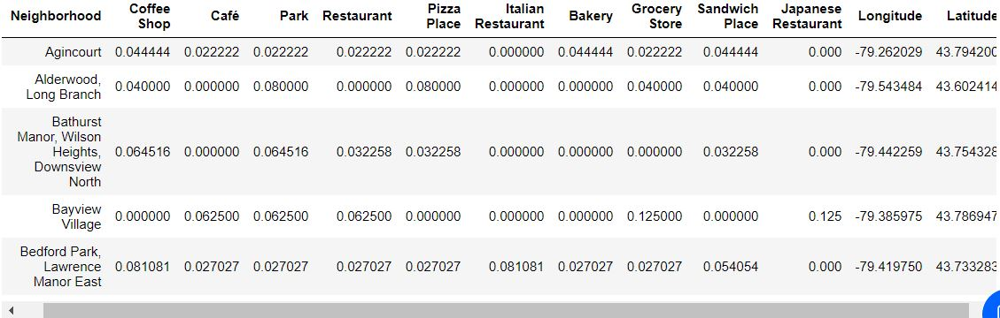 Neighborhood Coffee Shop Café Park Restaurant Pizza Place Italian Restaurant Bakery Grocery Store Sandwich Place Japanese Restaurant Longitude Latitude
Agincourt 0.044444 0.022222 0.022222 0.022222 0.022222 0.000000 0.044444 0.022222 0.044444 0.000 -79.262029 43.794200
Alderwood, Long Branch 0.040000 0.000000 0.080000 0.000000 0.080000 0.000000 0.000000 0.040000 0.040000 0.000 -79.543484 43.602414
Bathurst Manor, Wilson Heights, Downsview North 0.064516 0.000000 0.064516 0.032258 0.032258 0.000000 0.000000 0.000000 0.032258 0.000 -79.442259 43.754328
Bayview Village 0.000000 0.062500 0.062500 0.062500 0.000000 0.000000 0.000000 0.125000 0.000000 0.125 -79.385975 43.786947
Bedford Park, Lawrence Manor East 0.081081 0.027027 0.027027 0.027027 0.027027 0.081081 0.027027 0.027027 0.054054 0.000 -79.419750 43.733283